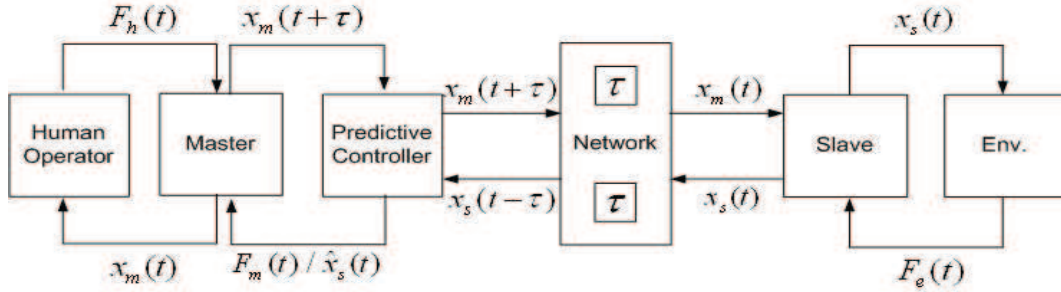 F_h(t)
x_m(t+τ)
x_s(t)
Human
Operator
Master
Predictive
Controller
x_m(t+τ)
τ
Network
τ
x_m(t)
Slave
Env.
x_s(t−τ)
x_s(t)
x_m(t)
F_m(t) / x̂_s(t)
F_e(t)